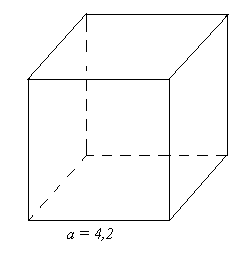 a = 4,2